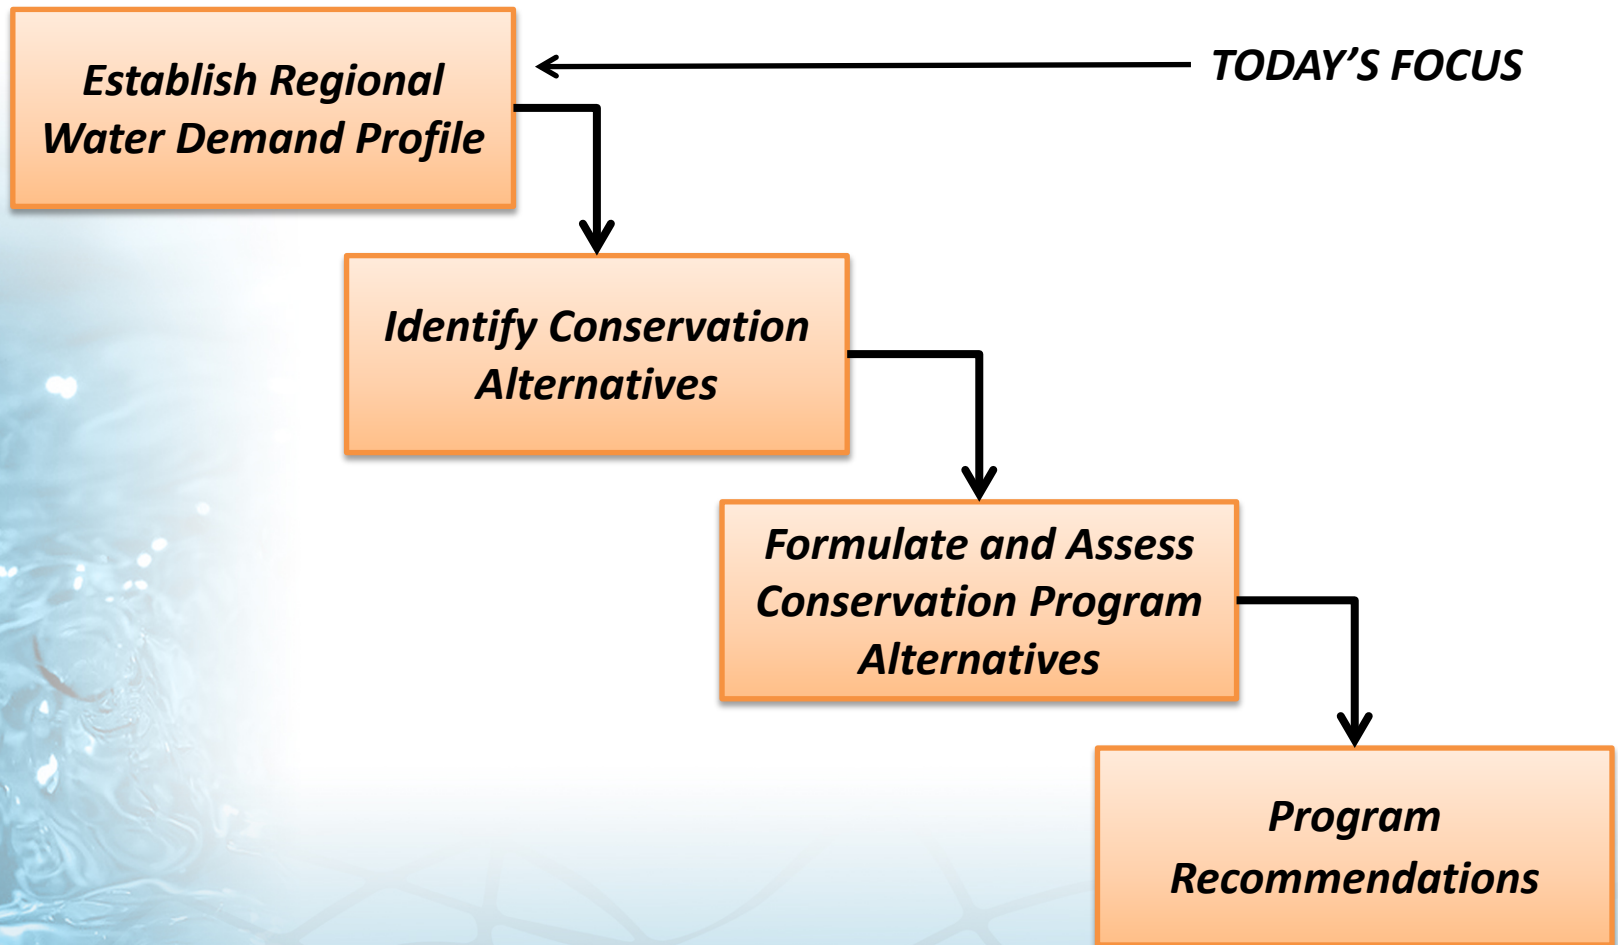 Establish Regional
Water Demand Profile
TODAY’S FOCUS
Identify Conservation
Alternatives
Formulate and Assess
Conservation Program
Alternatives
Program
Recommendations